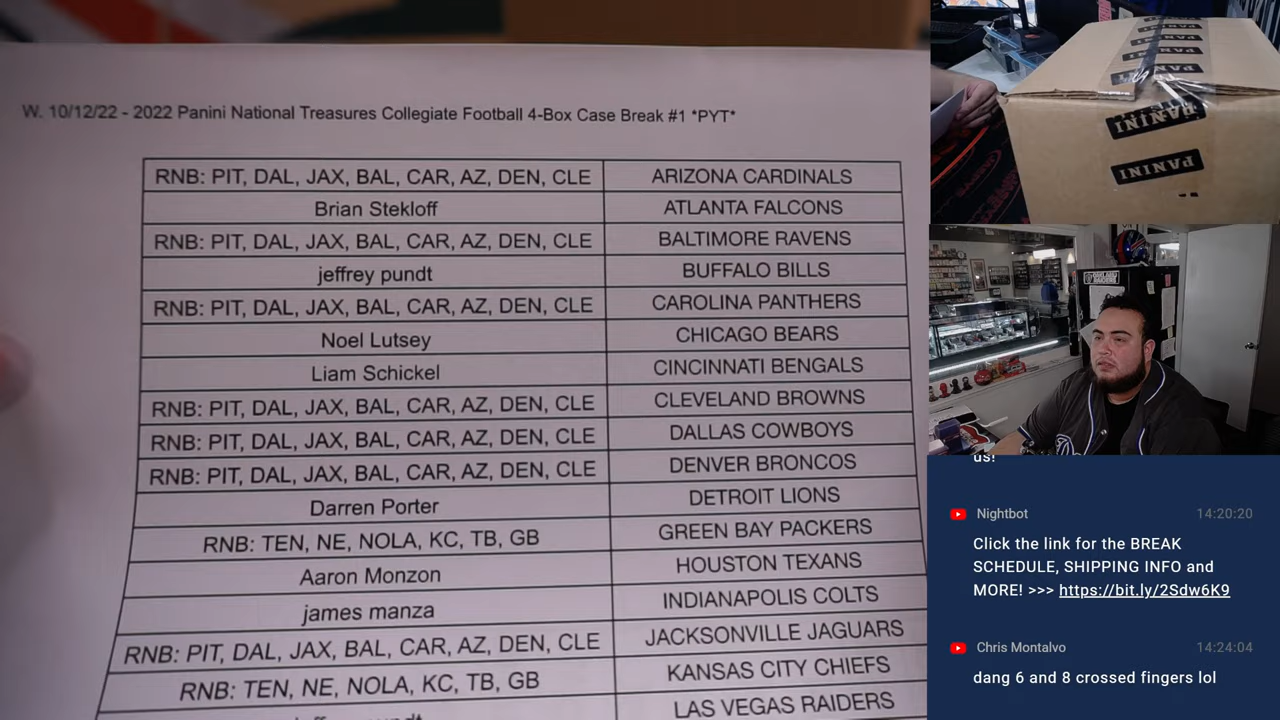 W. 10/12/22 - 2022 Panini National Treasures Collegiate Football 4-Box Case Break #1 *PYT*
RNB: PIT, DAL, JAX, BAL, CAR, AZ, DEN, CLE ARIZONA CARDINALS
Brian Stekloff ATLANTA FALCONS
RNB: PIT, DAL, JAX, BAL, CAR, AZ, DEN, CLE BALTIMORE RAVENS
jeffrey pundt BUFFALO BILLS
RNB: PIT, DAL, JAX, BAL, CAR, AZ, DEN, CLE CAROLINA PANTHERS
Noel Lutsey CHICAGO BEARS
Liam Schickel CINCINNATI BENGALS
RNB: PIT, DAL, JAX, BAL, CAR, AZ, DEN, CLE CLEVELAND BROWNS
RNB: PIT, DAL, JAX, BAL, CAR, AZ, DEN, CLE DALLAS COWBOYS
RNB: PIT, DAL, JAX, BAL, CAR, AZ, DEN, CLE DENVER BRONCOS
Darren Porter DETROIT LIONS
RNB: TEN, NE, NOLA, KC, TB, GB GREEN BAY PACKERS
Aaron Monzon HOUSTON TEXANS
james manza INDIANAPOLIS COLTS
RNB: PIT, DAL, JAX, BAL, CAR, AZ, DEN, CLE JACKSONVILLE JAGUARS
RNB: TEN, NE, NOLA, KC, TB, GB KANSAS CITY CHIEFS
LAS VEGAS RAIDERS
PANINI
PANINI
us!
Nightbot 14:20:20
Click the link for the BREAK
SCHEDULE, SHIPPING INFO and
MORE! >>> https://bit.ly/2Sdw6K9
Chris Montalvo 14:24:04
dang 6 and 8 crossed fingers lol